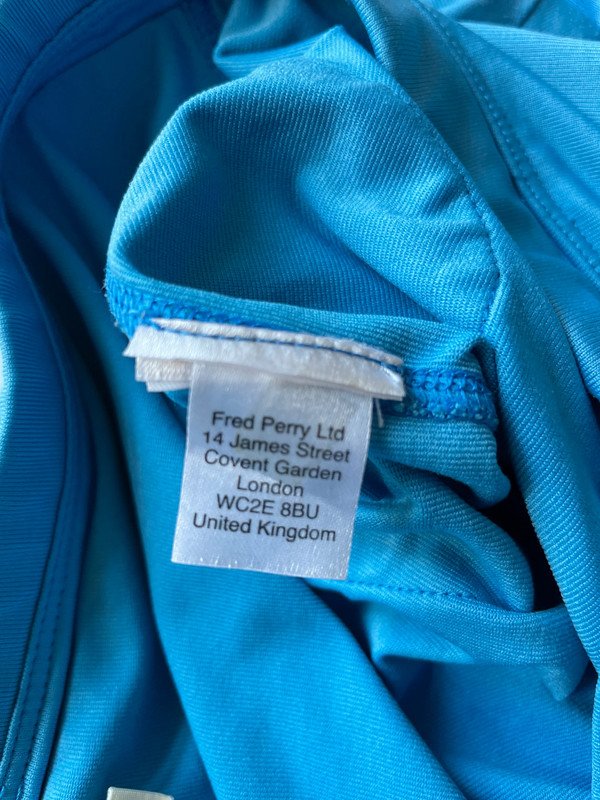 Fred Perry Ltd
14 James Street
Covent Garden
London
WC2E 8BU
United Kingdom